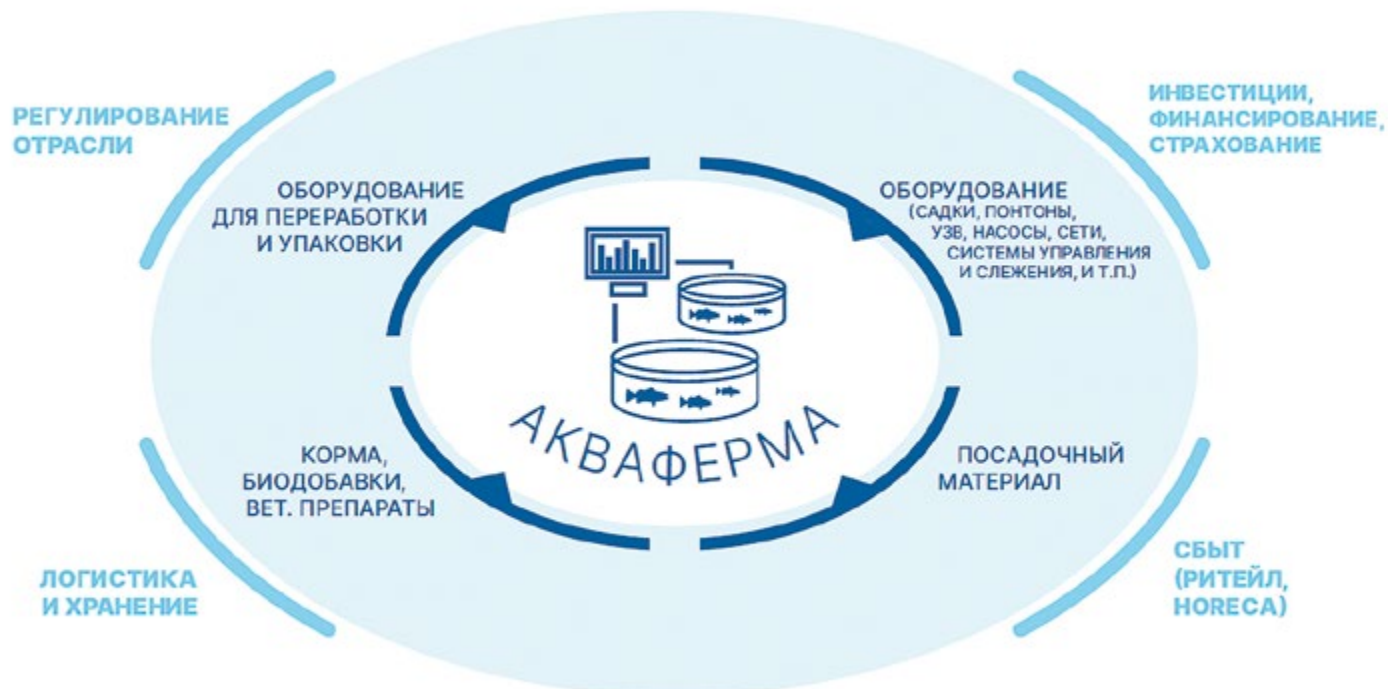 РЕГУЛИРОВАНИЕ
ОТРАСЛИ
ИНВЕСТИЦИИ,
ФИНАНСИРОВАНИЕ,
СТРАХОВАНИЕ
ОБОРУДОВАНИЕ
ДЛЯ ПЕРЕРАБОТКИ
И УПАКОВКИ
ОБОРУДОВАНИЕ
(САДКИ, ПОНТОНЫ,
УЗВ, НАСОСЫ, СЕТИ,
СИСТЕМЫ УПРАВЛЕНИЯ
И СЛЕЖЕНИЯ, И Т.П.)
АКВАФЕРМА
КОРМА,
БИОДОБАВКИ,
ВЕТ. ПРЕПАРАТЫ
ПОСАДОЧНЫЙ
МАТЕРИАЛ
ЛОГИСТИКА
И ХРАНЕНИЕ
СБЫТ
(РИТЕЙЛ,
HORECA)